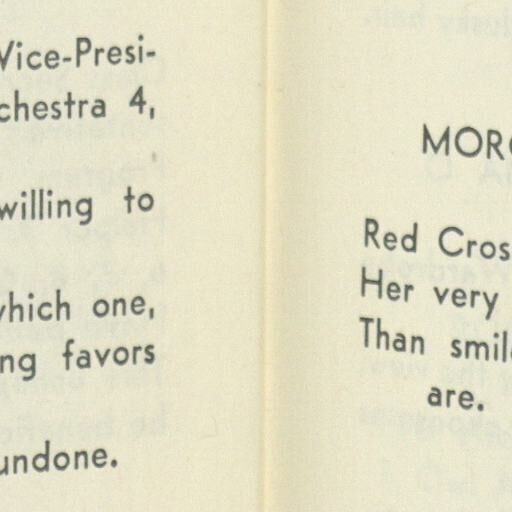 Vice-Presi-
chestra 4,
willing to
which one,
ng favors
undone.
MORG
Red Cros
Her very
Than smil
are.